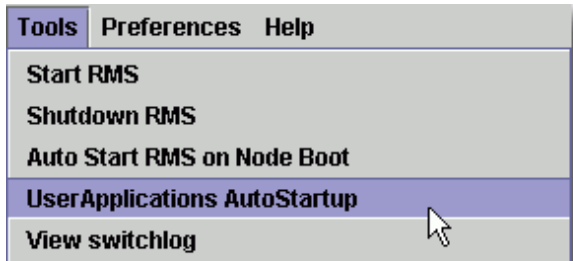 Tools Preferences Help
Start RMS
Shutdown RMS
Auto Start RMS on Node Boot
UserApplications AutoStartup
View switchlog